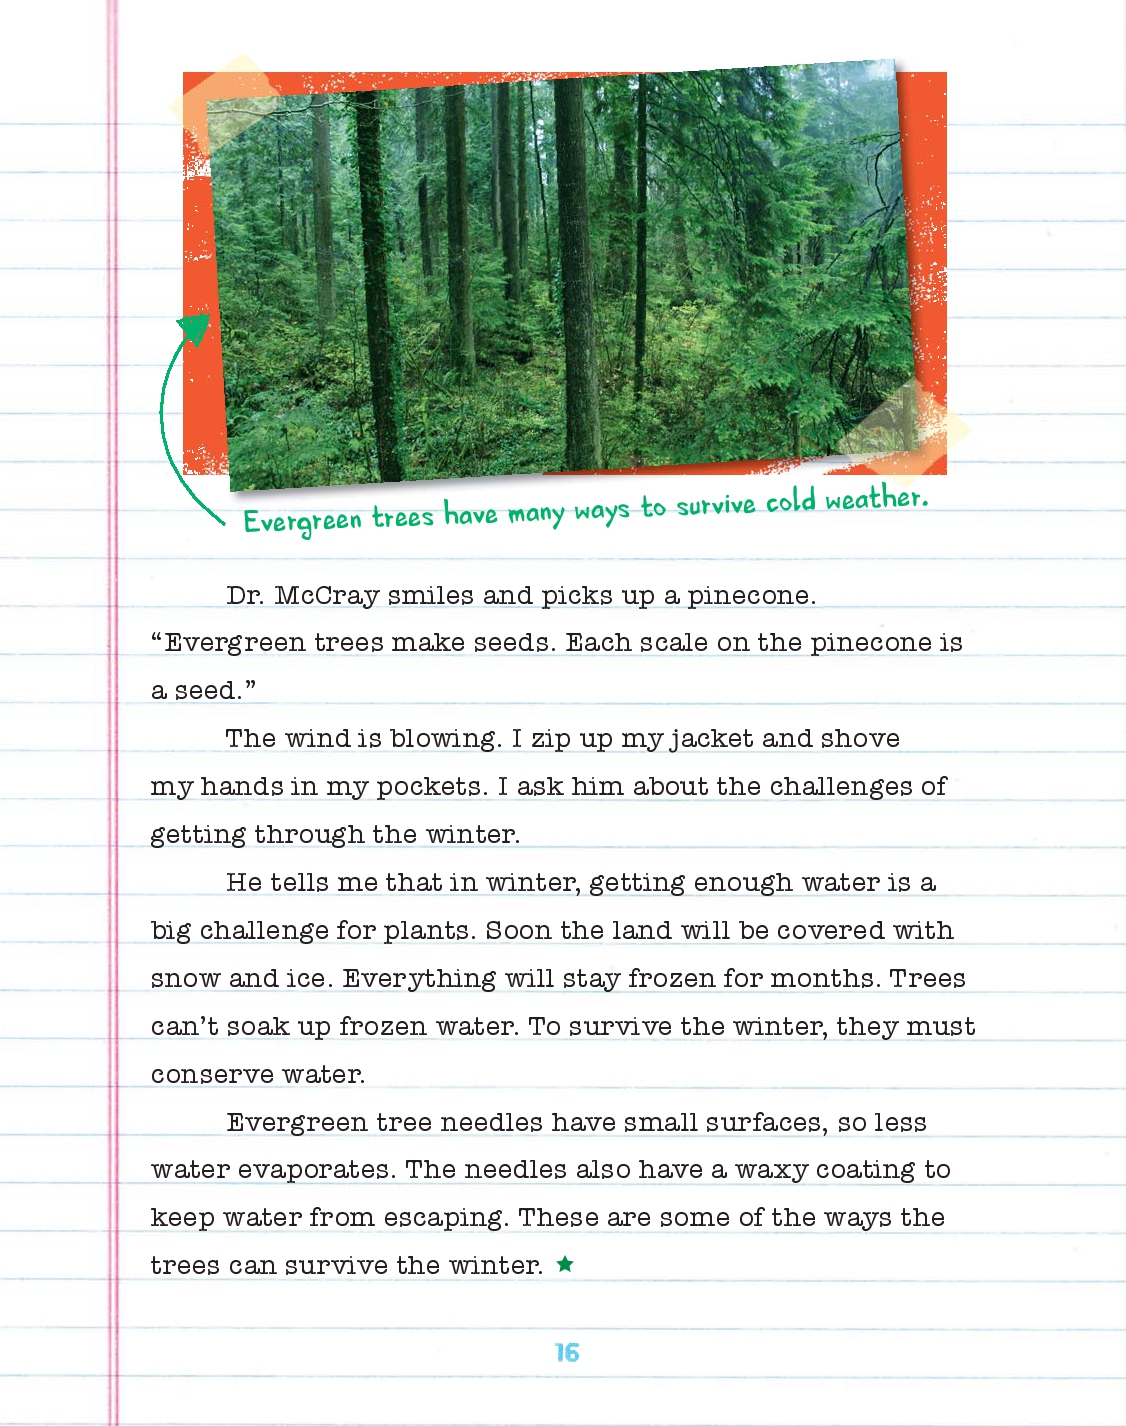 Evergreen trees have many ways to survive cold weather.
Dr. McCray smiles and picks up a pinecone.
“Evergreen trees make seeds. Each scale on the pinecone is
a seed.”
The wind is blowing. I zip up my jacket and shove
my hands in my pockets. I ask him about the challenges of
getting through the winter.
He tells me that in winter, getting enough water is a
big challenge for plants. Soon the land will be covered with
snow and ice. Everything will stay frozen for months. Trees
can’t soak up frozen water. To survive the winter, they must
conserve water.
Evergreen tree needles have small surfaces, so less
water evaporates. The needles also have a waxy coating to
keep water from escaping. These are some of the ways the
trees can survive the winter. ★
16